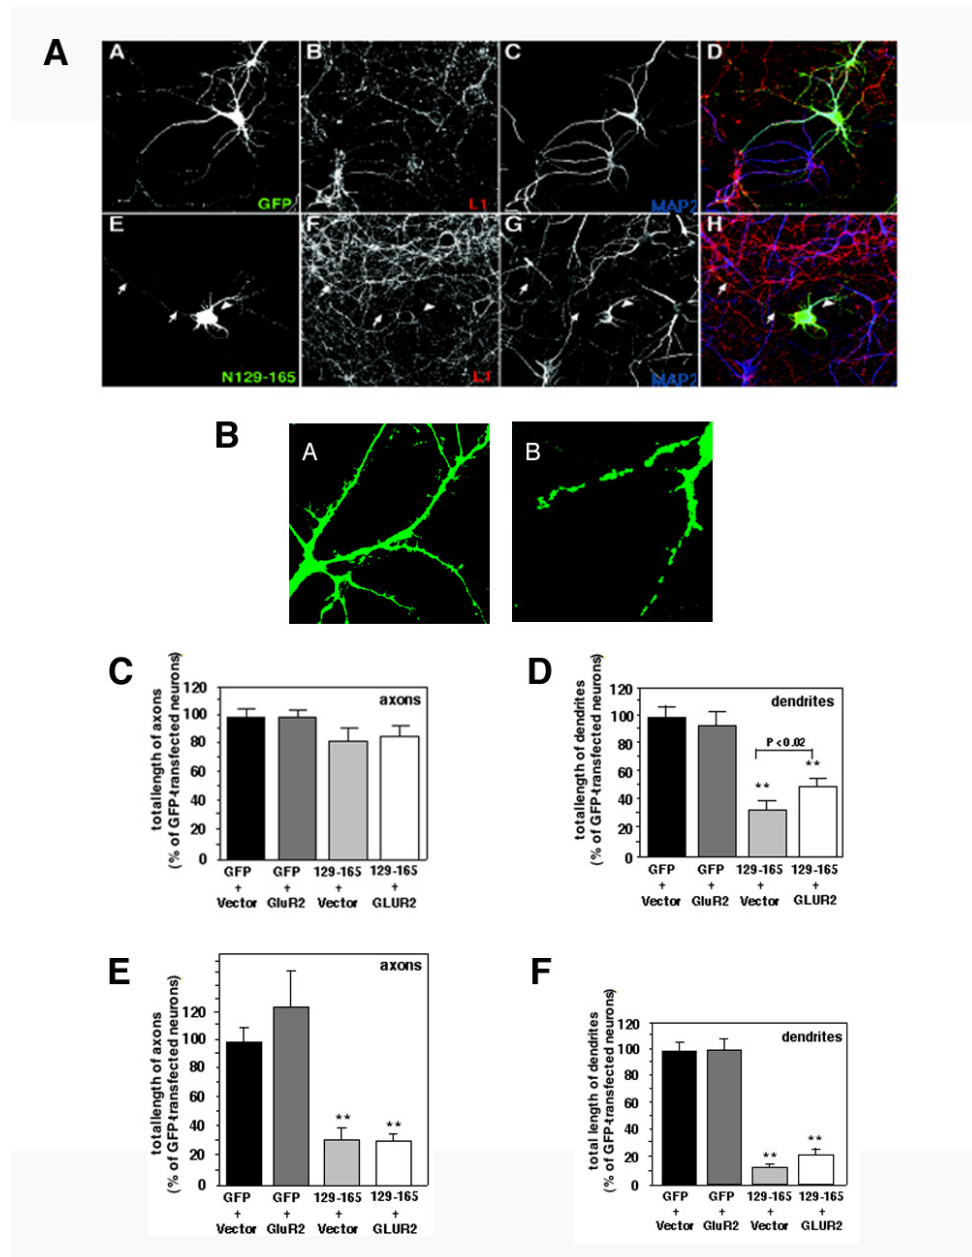 A
A B C D
GFP L1 MAP2
E F G H
N129-165 L1 MAP2
B
A B
C
total length of axons
(% of GFP-transfected neurons)
axons
120
100
80
60
40
20
0
GFP GFP 129-165 129-165
+ + + +
Vector GluR2 Vector GLUR2
D
total length of dendrites
(% of GFP-transfected neurons)
dendrites
P < 0.02
**
**
120
100
80
60
40
20
0
GFP GFP 129-165 129-165
+ + + +
Vector GluR2 Vector GLUR2
E
total length of axons
(% of GFP-transfected neurons)
axons
** **
120
100
80
60
40
20
0
GFP GFP 129-165 129-165
+ + + +
Vector GluR2 Vector GLUR2
F
total length of dendrites
(% of GFP-transfected neurons)
dendrites
**
**
120
100
80
60
40
20
0
GFP GFP 129-165 129-165
+ + + +
Vector GluR2 Vector GLUR2